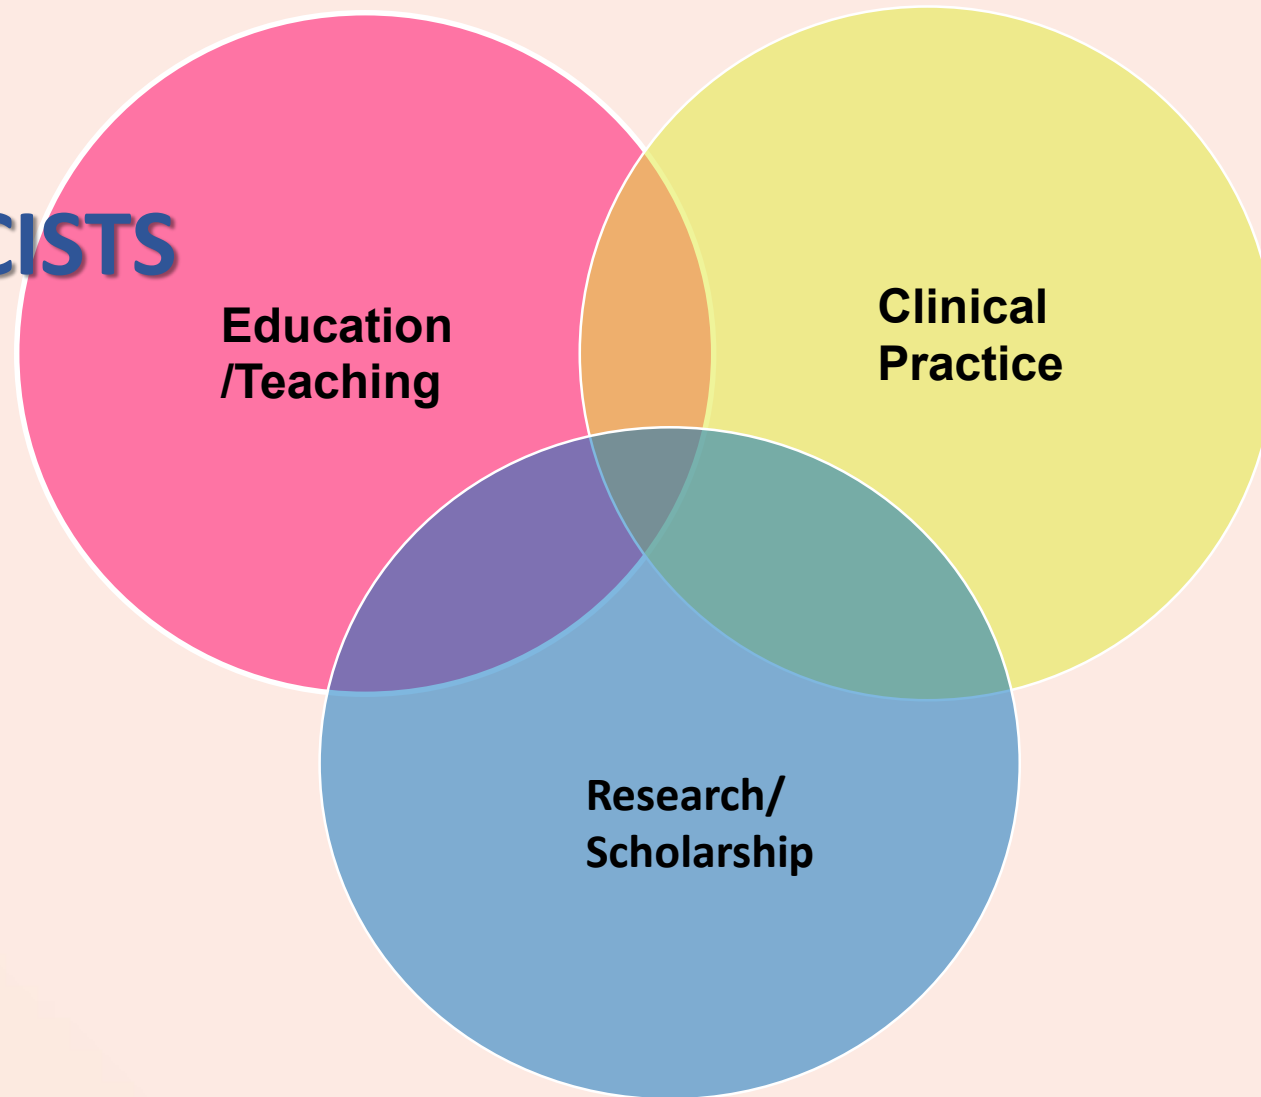 CISTS
Education
/Teaching
Clinical
Practice
Research/
Scholarship